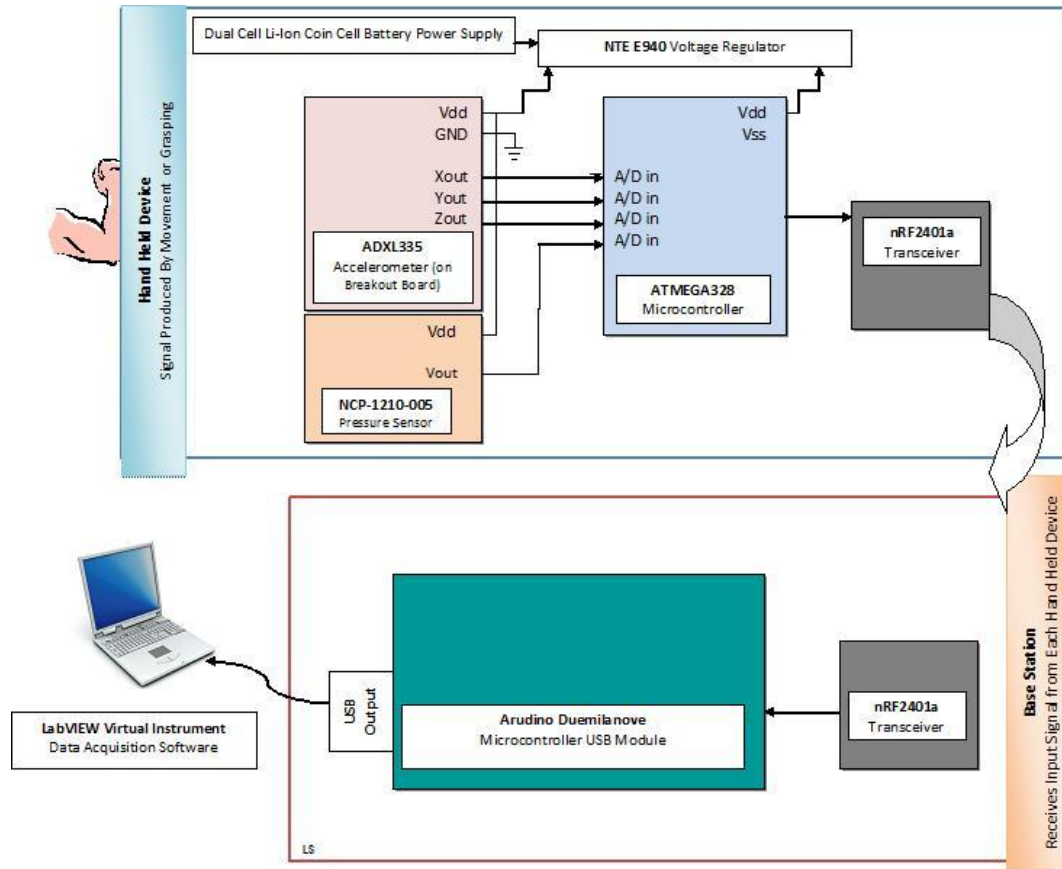 Dual Cell Li-Ion Coin Cell Battery Power Supply
NTE E940 Voltage Regulator
Hand Held Device
Signal Produced By Movement or Grasping
Vdd
GND
Xout
Yout
Zout
ADXL335
Accelerometer (on
Breakout Board)
Vdd
Vout
NCP-1210-005
Pressure Sensor
Vdd
Vss
A/D in
A/D in
A/D in
A/D in
ATMEGA328
Microcontroller
nRF2401a
Transceiver
Base Station
Receives Input Signal from Each Hand Held Device
LabVIEW Virtual Instrument
Data Acquisition Software
USB
Output
Arudino Duemilanove
Microcontroller USB Module
nRF2401a
Transceiver
LS